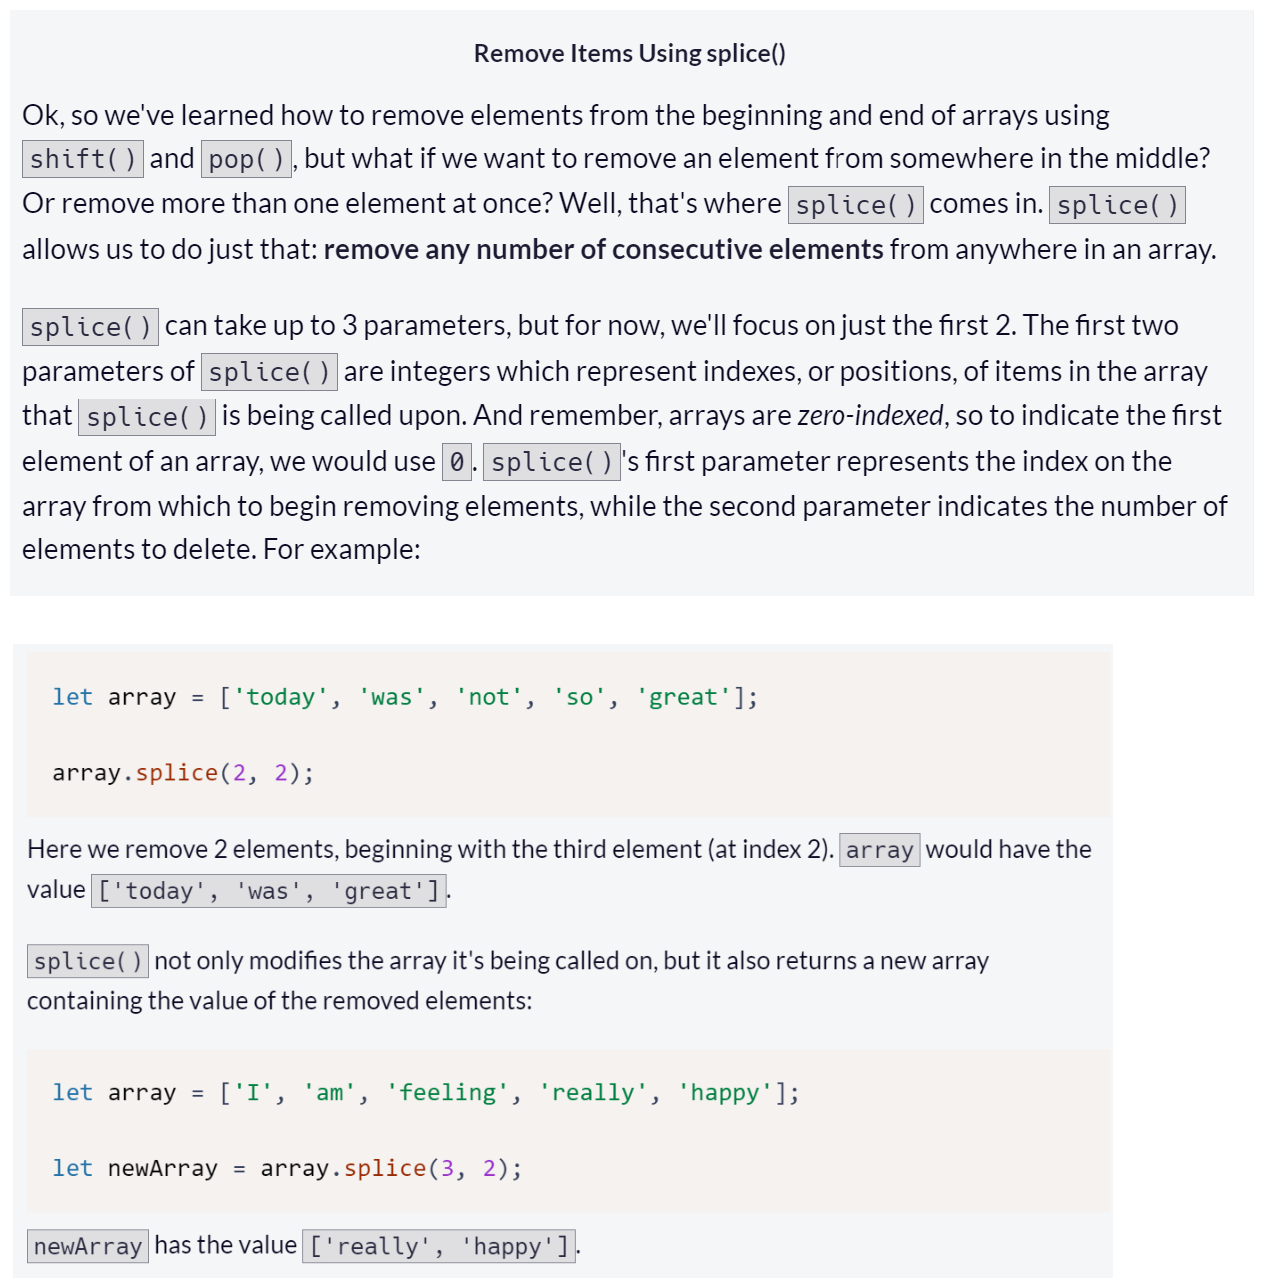 Remove Items Using splice()
Ok, so we've learned how to remove elements from the beginning and end of arrays using
shift() and pop(), but what if we want to remove an element from somewhere in the middle?
Or remove more than one element at once? Well, that's where splice() comes in. splice()
allows us to do just that: remove any number of consecutive elements from anywhere in an array.
splice() can take up to 3 parameters, but for now, we'll focus on just the first 2. The first two
parameters of splice() are integers which represent indexes, or positions, of items in the array
that splice() is being called upon. And remember, arrays are zero-indexed, so to indicate the first
element of an array, we would use 0. splice()'s first parameter represents the index on the
array from which to begin removing elements, while the second parameter indicates the number of
elements to delete. For example:
let array = ['today', 'was', 'not', 'so', 'great'];
array.splice(2, 2);
Here we remove 2 elements, beginning with the third element (at index 2). array would have the
value ['today', 'was', 'great'].
splice() not only modifies the array it's being called on, but it also returns a new array
containing the value of the removed elements:
let array = ['I', 'am', 'feeling', 'really', 'happy'];
let newArray = array.splice(3, 2);
newArray has the value ['really', 'happy'].